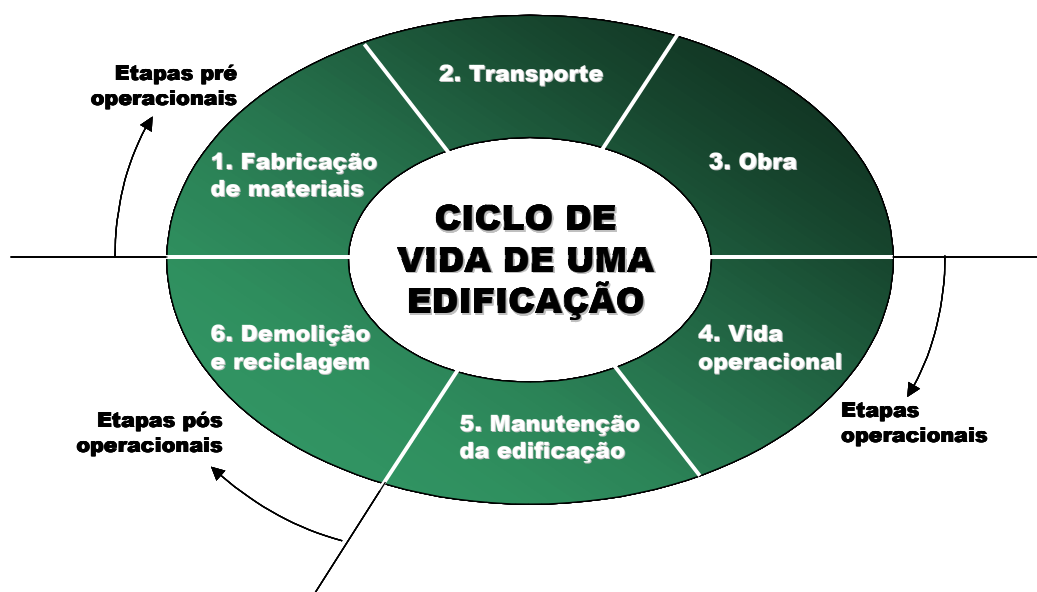 Etapas pré
operacionais
2. Transporte
1. Fabricação
de materiais
3. Obra
CICLO DE
VIDA DE UMA
EDIFICAÇÃO
6. Demolição
e reciclagem
4. Vida
operacional
Etapas pós
operacionais
5. Manutenção
da edificação
Etapas
operacionais